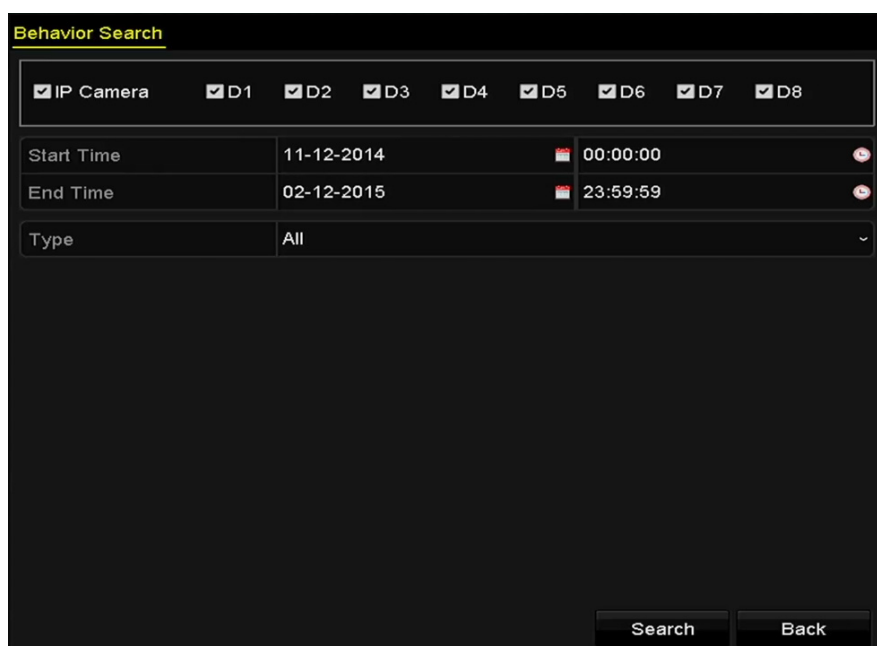 Behavior Search
IP Camera D1 D2 D3 D4 D5 D6 D7 D8
Start Time 11-12-2014 00:00:00
End Time 02-12-2015 23:59:59
Type All
Search Back